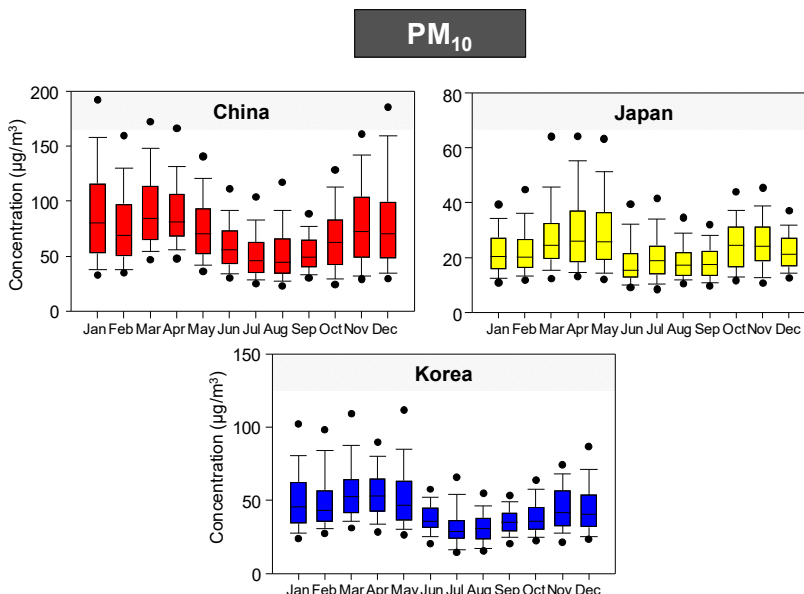 PM₁₀
China
Concentration (µg/m³)
200
150
100
50
0
Jan Feb Mar Apr May Jun Jul Aug Sep Oct Nov Dec
Japan
80
60
40
20
0
Jan Feb Mar Apr May Jun Jul Aug Sep Oct Nov Dec
Korea
Concentration (µg/m³)
150
100
50
0
Jan Feb Mar Apr May Jun Jul Aug Sep Oct Nov Dec